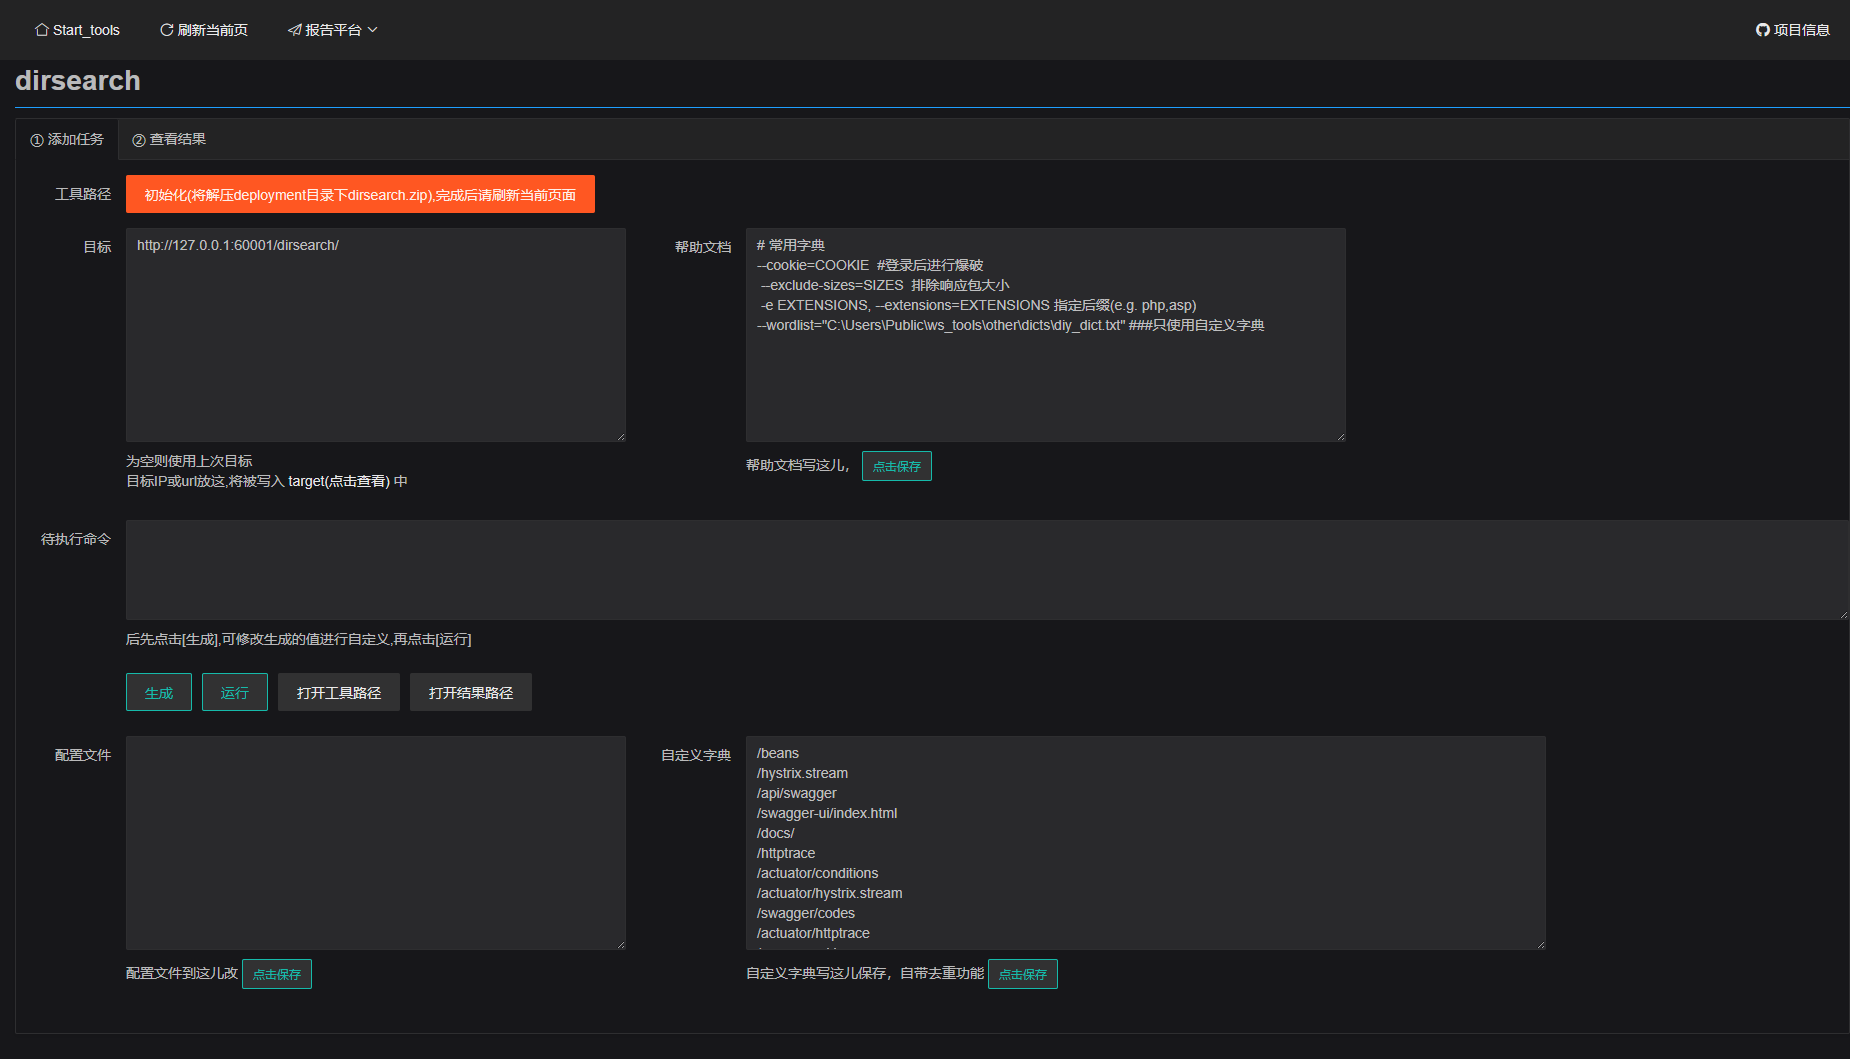 Start_tools
刷新当前页
报告平台
项目信息
dirsearch
① 添加任务
② 查看结果
工具路径
初始化(将解压deployment目录下dirsearch.zip),完成后请刷新当前页面
目标
http://127.0.0.1:60001/dirsearch/
为空则使用上次目标
目标IP或url放这,将被写入 target(点击查看) 中
帮助文档
# 常用字典
--cookie=COOKIE  #登录后进行爆破
--exclude-sizes=SIZES  排除响应包大小
-e EXTENSIONS, --extensions=EXTENSIONS 指定后缀(e.g. php,asp)
--wordlist="C:\Users\Public\ws_tools\other\dicts\diy_dict.txt" ###只使用自定义字典
帮助文档写这儿，
点击保存
待执行命令
后先点击[生成],可修改生成的值进行自定义,再点击[运行]
生成
运行
打开工具路径
打开结果路径
配置文件
配置文件到这儿改
点击保存
自定义字典
/beans
/hystrix.stream
/api/swagger
/swagger-ui/index.html
/docs/
/httptrace
/actuator/conditions
/actuator/hystrix.stream
/swagger/codes
/actuator/httptrace
自定义字典写这儿保存，自带去重功能
点击保存